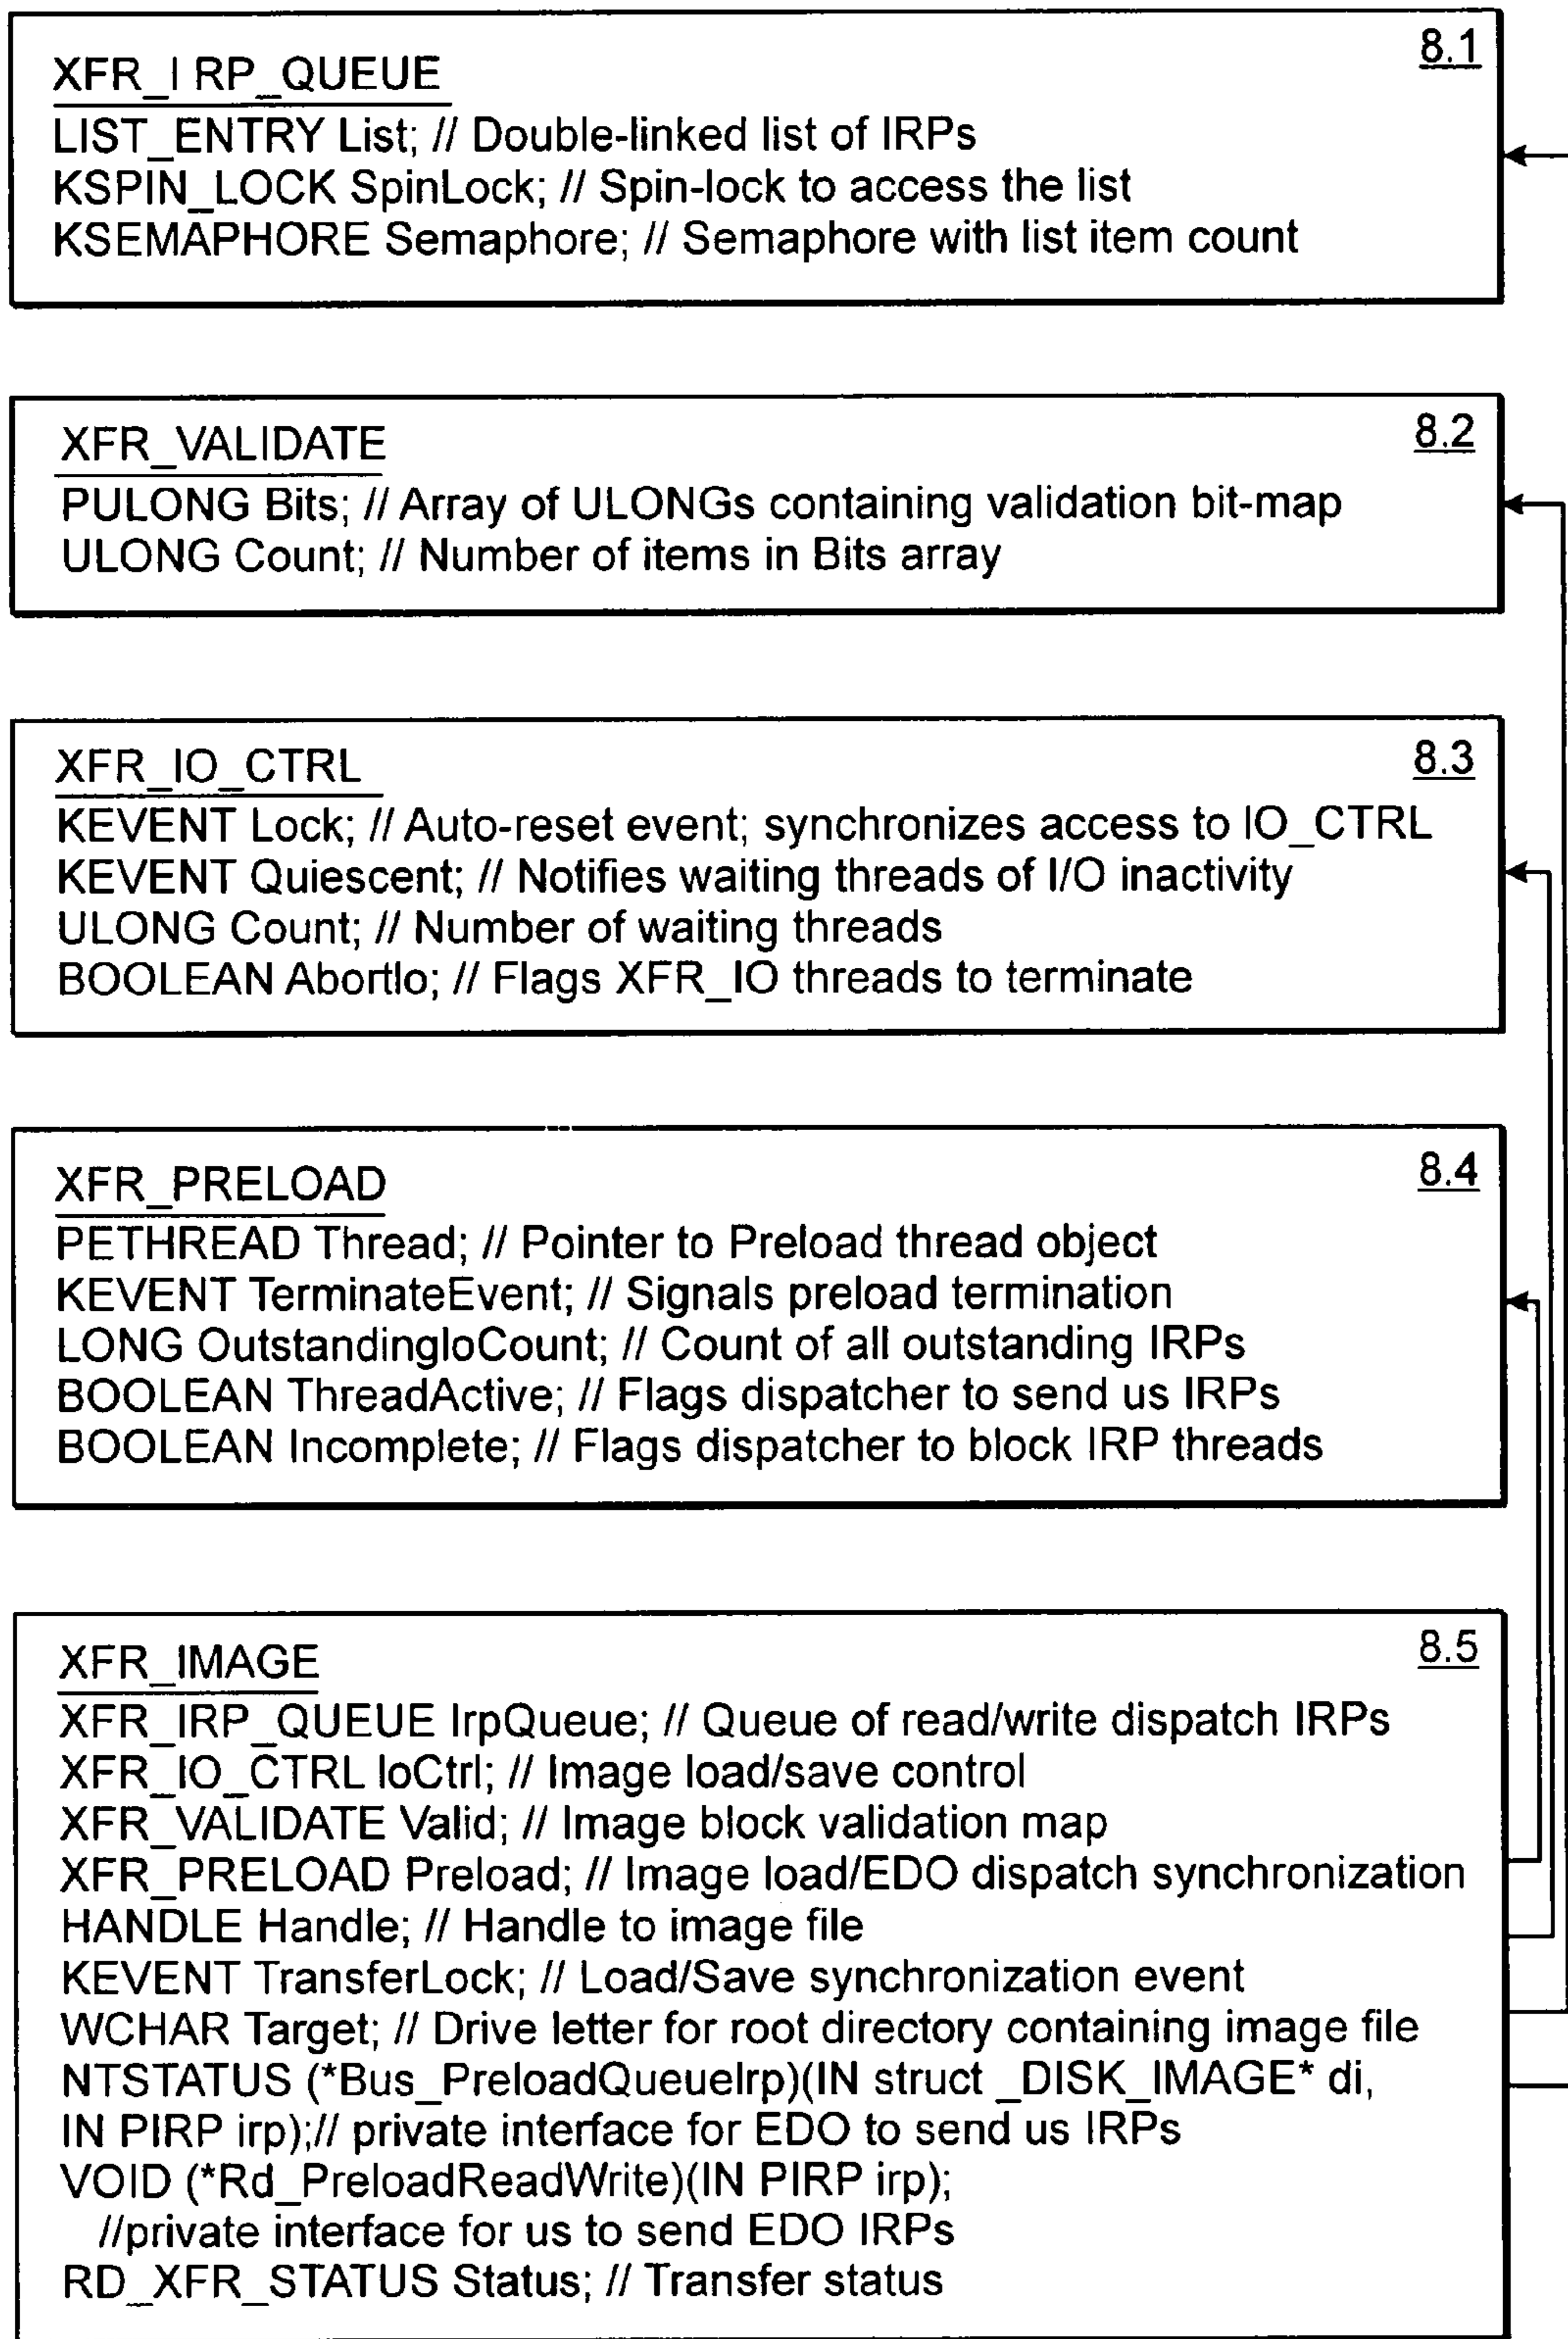 8.1
XFR_I RP_QUEUE
LIST_ENTRY List; // Double-linked list of IRPs
KSPIN_LOCK SpinLock; // Spin-lock to access the list
KSEMAPHORE Semaphore; // Semaphore with list item count
8.2
XFR_VALIDATE
PULONG Bits; // Array of ULONGs containing validation bit-map
ULONG Count; // Number of items in Bits array
8.3
XFR_IO_CTRL
KEVENT Lock; // Auto-reset event; synchronizes access to IO_CTRL
KEVENT Quiescent; // Notifies waiting threads of I/O inactivity
ULONG Count; // Number of waiting threads
BOOLEAN AbortIo; // Flags XFR_IO threads to terminate
8.4
XFR_PRELOAD
PETHREAD Thread; // Pointer to Preload thread object
KEVENT TerminateEvent; // Signals preload termination
LONG OutstandingIoCount; // Count of all outstanding IRPs
BOOLEAN ThreadActive; // Flags dispatcher to send us IRPs
BOOLEAN Incomplete; // Flags dispatcher to block IRP threads
8.5
XFR_IMAGE
XFR_IRP_QUEUE IrpQueue; // Queue of read/write dispatch IRPs
XFR_IO_CTRL IoCtrl; // Image load/save control
XFR_VALIDATE Valid; // Image block validation map
XFR_PRELOAD Preload; // Image load/EDO dispatch synchronization
HANDLE Handle; // Handle to image file
KEVENT TransferLock; // Load/Save synchronization event
WCHAR Target; // Drive letter for root directory containing image file
NTSTATUS (*Bus_PreloadQueueIrp)(IN struct _DISK_IMAGE* di,
IN PIRP irp);// private interface for EDO to send us IRPs
VOID (*Rd_PreloadReadWrite)(IN PIRP irp);
//private interface for us to send EDO IRPs
RD_XFR_STATUS Status; // Transfer status